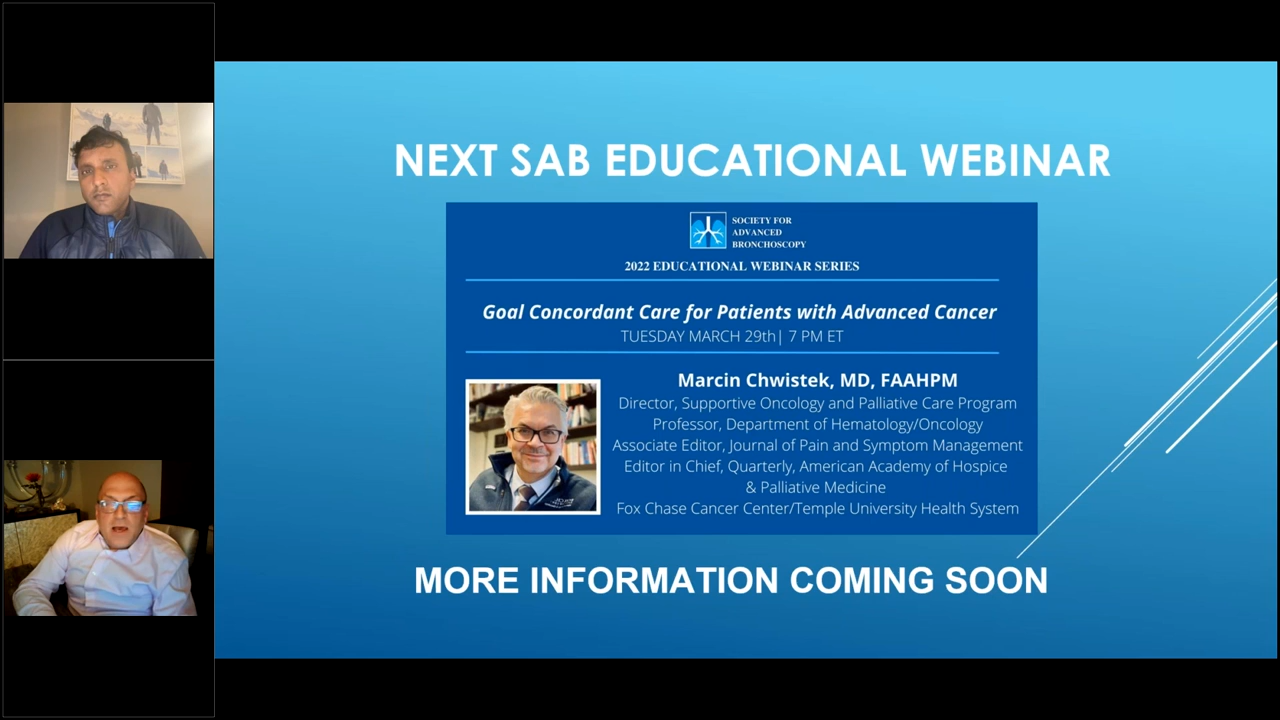 NEXT SAB EDUCATIONAL WEBINAR
SOCIETY FOR
ADVANCED
BRONCHOSCOPY
2022 EDUCATIONAL WEBINAR SERIES
Goal Concordant Care for Patients with Advanced Cancer
TUESDAY MARCH 29th| 7 PM ET
Marcin Chwistek, MD, FAAHPM
Director, Supportive Oncology and Palliative Care Program
Professor, Department of Hematology/Oncology
Associate Editor, Journal of Pain and Symptom Management
Editor in Chief, Quarterly, American Academy of Hospice
& Palliative Medicine
Fox Chase Cancer Center/Temple University Health System
MORE INFORMATION COMING SOON